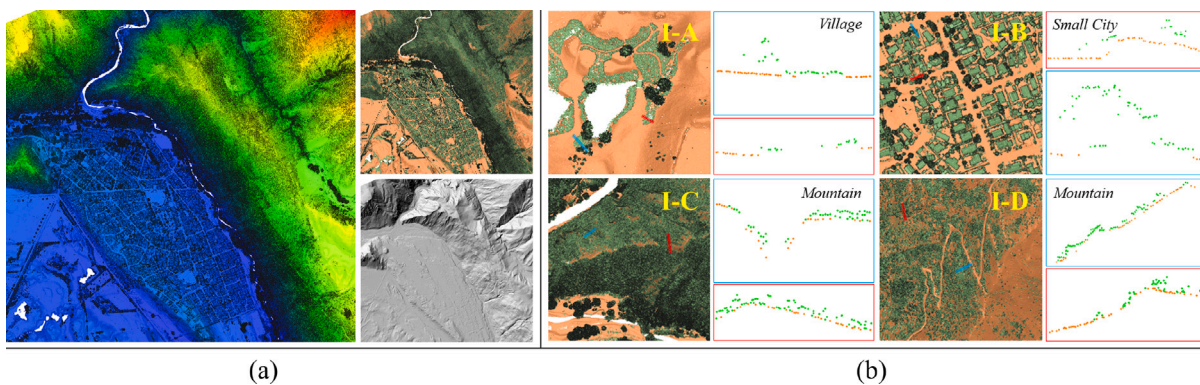 I-A
Village
I-B
Small City
I-C
Mountain
I-D
Mountain
(a)
(b)